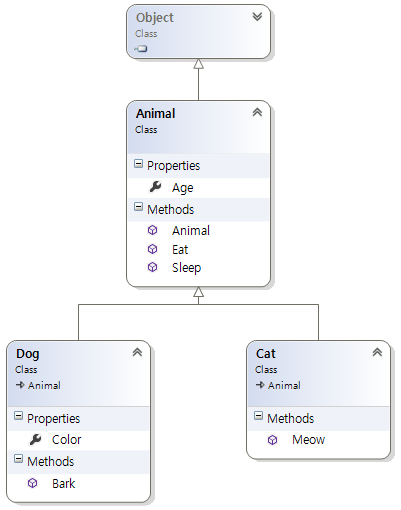 Object
Class
Animal
Class
Properties
Age
Methods
Animal
Eat
Sleep
Dog
Class
Animal
Properties
Color
Methods
Bark
Cat
Class
Animal
Methods
Meow